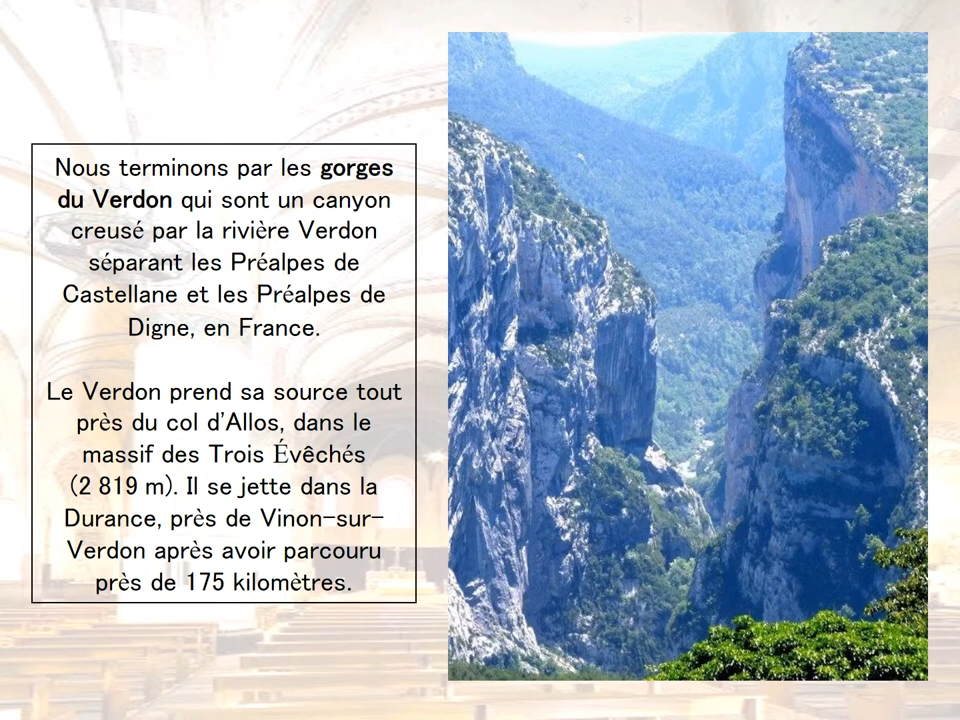 Nous terminons par les gorges
du Verdon qui sont un canyon
creusé par la rivière Verdon
séparant les Préalpes de
Castellane et les Préalpes de
Digne, en France.
Le Verdon prend sa source tout
près du col d'Allos, dans le
massif des Trois Évêchés
(2 819 m). Il se jette dans la
Durance, près de Vinon-sur-
Verdon après avoir parcouru
près de 175 kilomètres.